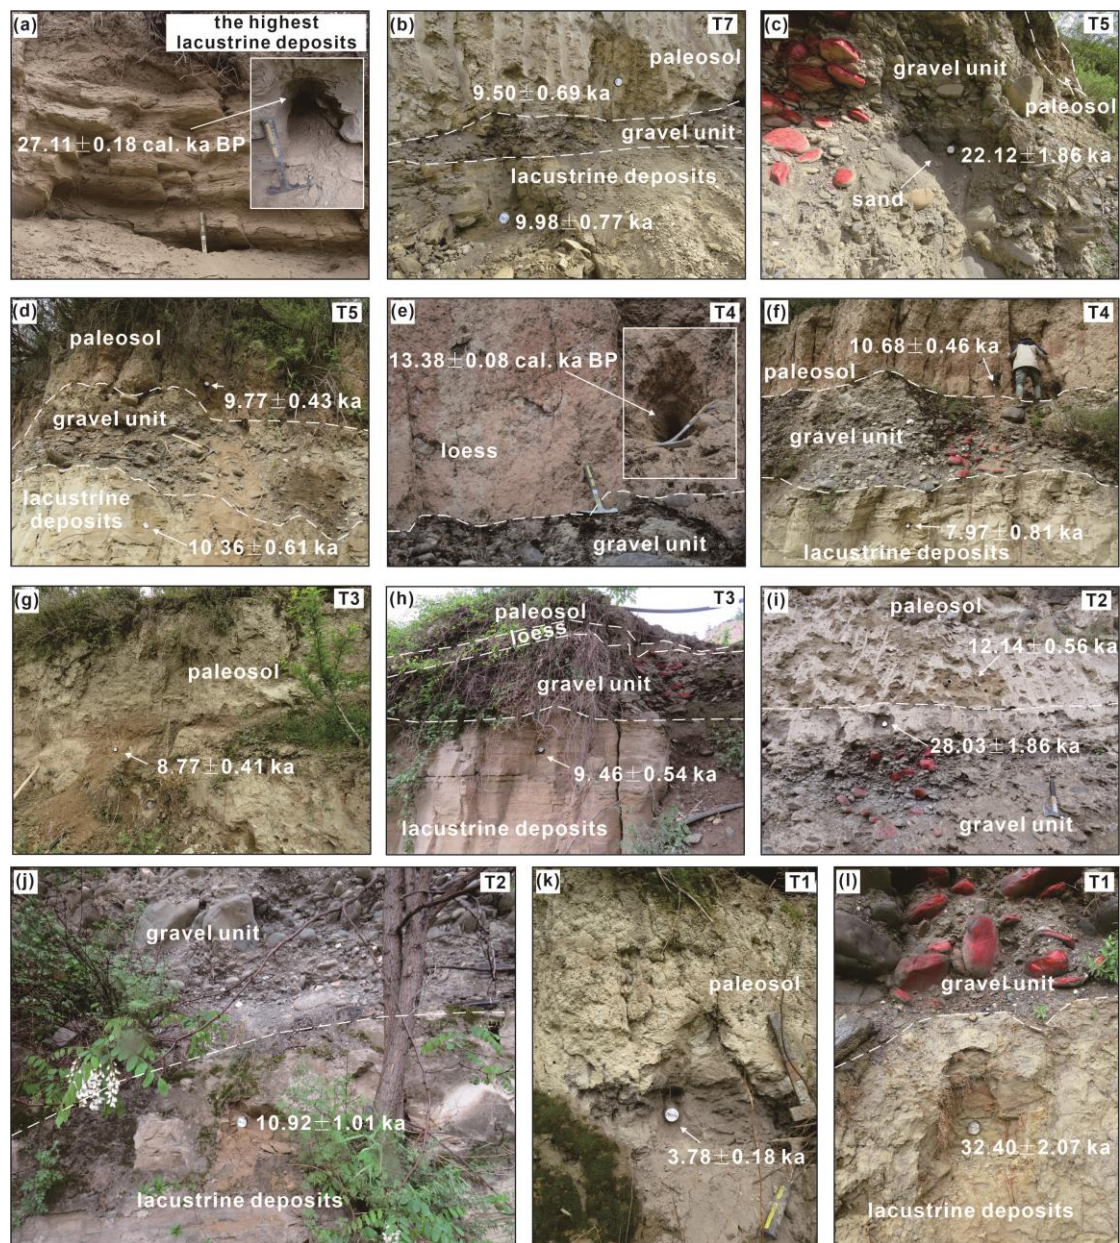 (a)
the highest
lacustrine deposits
27.11±0.18 cal. ka BP
(b)
T7
paleosol
9.50±0.69 ka
gravel unit
lacustrine deposits
9.98±0.77 ka
(c)
T5
gravel unit
paleosol
22.12±1.86 ka
sand
(d)
T5
paleosol
9.77±0.43 ka
gravel unit
lacustrine
deposits
10.36±0.61 ka
(e)
T4
13.38±0.08 cal. ka BP
loess
gravel unit
(f)
T4
10.68±0.46 ka
paleosol
gravel unit
7.97±0.81 ka
lacustrine deposits
(g)
T3
paleosol
8.77±0.41 ka
(h)
T3
paleosol
loess
gravel unit
9.46±0.54 ka
lacustrine deposits
(i)
T2
paleosol
12.14±0.56 ka
28.03±1.86 ka
gravel unit
(j)
T2
gravel unit
10.92±1.01 ka
lacustrine deposits
(k)
T1
paleosol
3.78±0.18 ka
(l)
T1
gravel unit
32.40±2.07 ka
lacustrine deposits